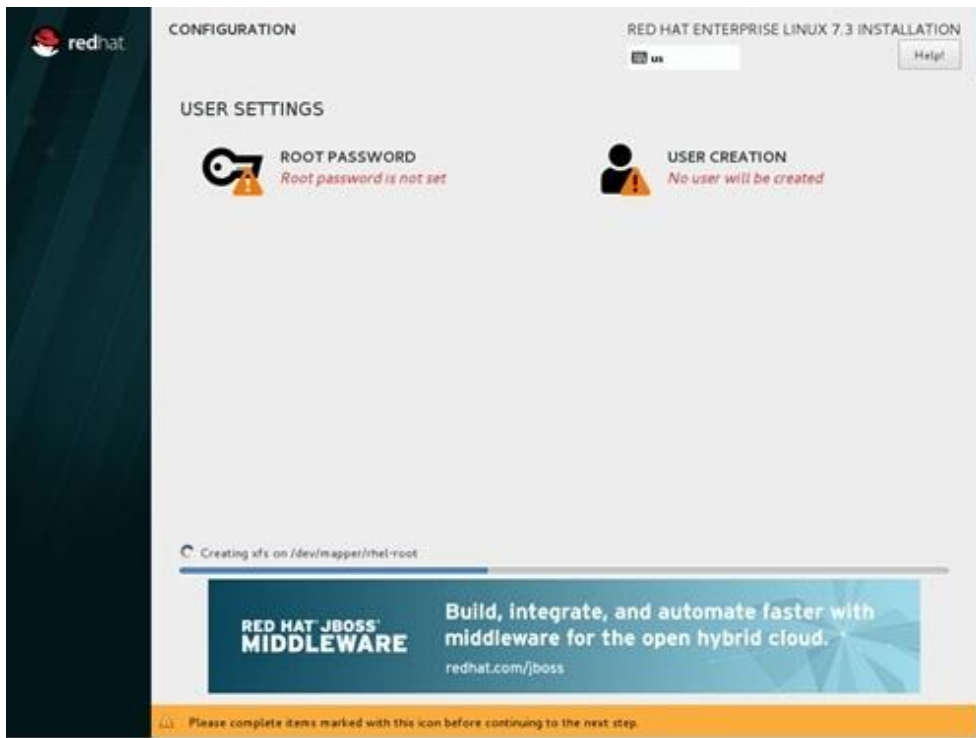 redhat
CONFIGURATION
RED HAT ENTERPRISE LINUX 7.3 INSTALLATION
us
Help!
USER SETTINGS
ROOT PASSWORD
Root password is not set
USER CREATION
No user will be created
Creating xfs on /dev/mapper/rhel-root
RED HAT JBOSS
MIDDLEWARE
Build, integrate, and automate faster with
middleware for the open hybrid cloud.
redhat.com/jboss
Please complete items marked with this icon before continuing to the next step.